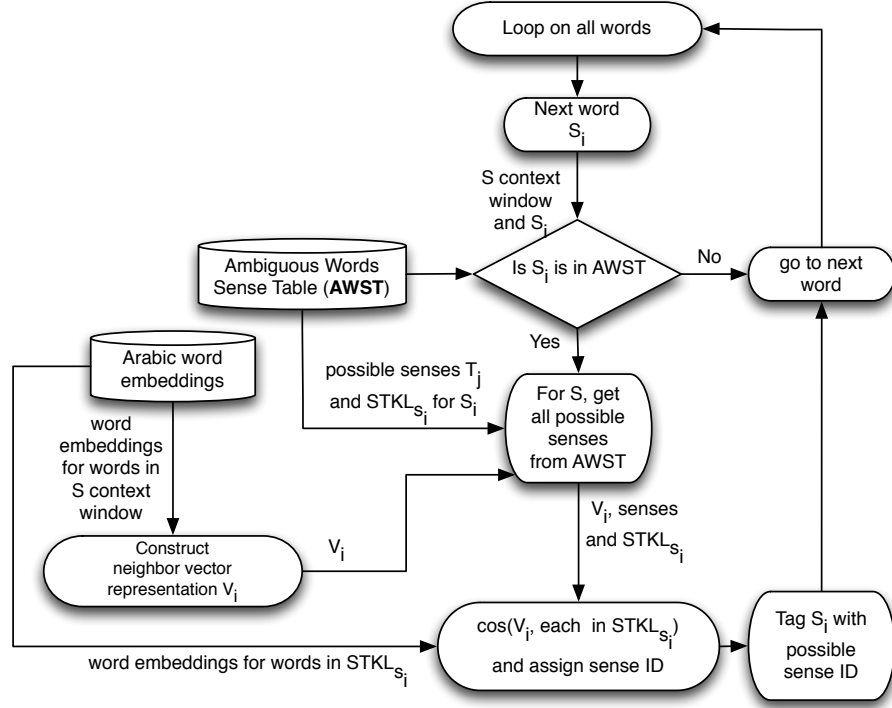 Loop on all words
Next word
S_i
S context
window
and S_i
Ambiguous Words
Sense Table (AWST)
Is S_i is in AWST
No
go to next
word
Yes
Arabic word
embeddings
possible senses T_j
and STKL_{s_i} for S_i
For S, get
all possible
senses
from AWST
word
embeddings
for words in
S context
window
Construct
neighbor vector
representation V_i
V_i
V_i, senses
and STKL_{s_i}
cos(V_i, each in STKL_{s_i})
and assign sense ID
Tag S_i with
possible
sense ID
word embeddings for words in STKL_{s_i}